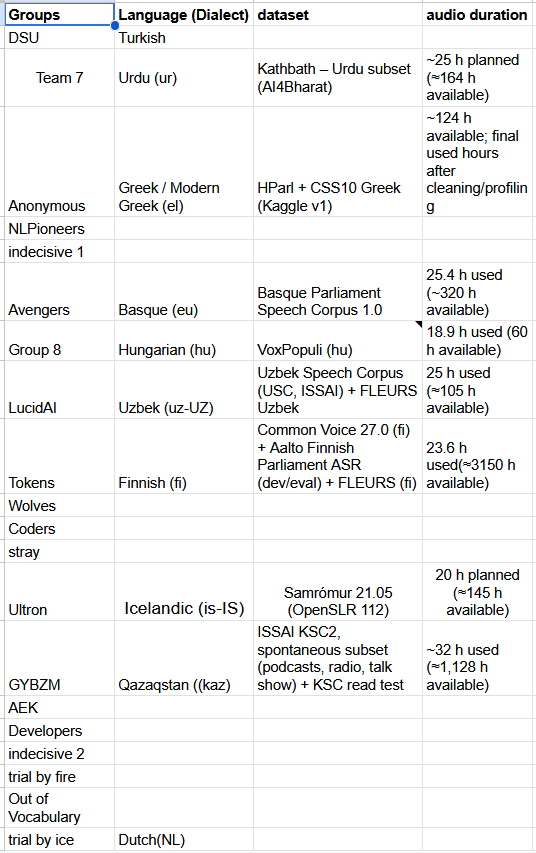 Groups Language (Dialect) dataset audio duration
DSU Turkish
Team 7 Urdu (ur) Kathbath – Urdu subset (AI4Bharat) ~25 h planned (≈164 h available)
Anonymous Greek / Modern Greek (el) HParl + CSS10 Greek (Kaggle v1) ~124 h available; final used hours after cleaning/profiling
NLPioneers
indecisive 1
Avengers Basque (eu) Basque Parliament Speech Corpus 1.0 25.4 h used (~320 h available)
Group 8 Hungarian (hu) VoxPopuli (hu) 18.9 h used (60 h available)
LucidAI Uzbek (uz-UZ) Uzbek Speech Corpus (USC, ISSAI) + FLEURS Uzbek 25 h used (≈105 h available)
Tokens Finnish (fi) Common Voice 27.0 (fi) + Aalto Finnish Parliament ASR (dev/eval) + FLEURS (fi) 23.6 h used(≈3150 h available)
Wolves
Coders
stray
Ultron Icelandic (is-IS) Samrómur 21.05 (OpenSLR 112) 20 h planned (≈145 h available)
GYBZM Qazaqstan ((kaz) ISSAI KSC2, spontaneous subset (podcasts, radio, talk show) + KSC read test ~32 h used (≈1,128 h available)
AEK
Developers
indecisive 2
trial by fire
Out of Vocabulary
trial by ice Dutch(NL)